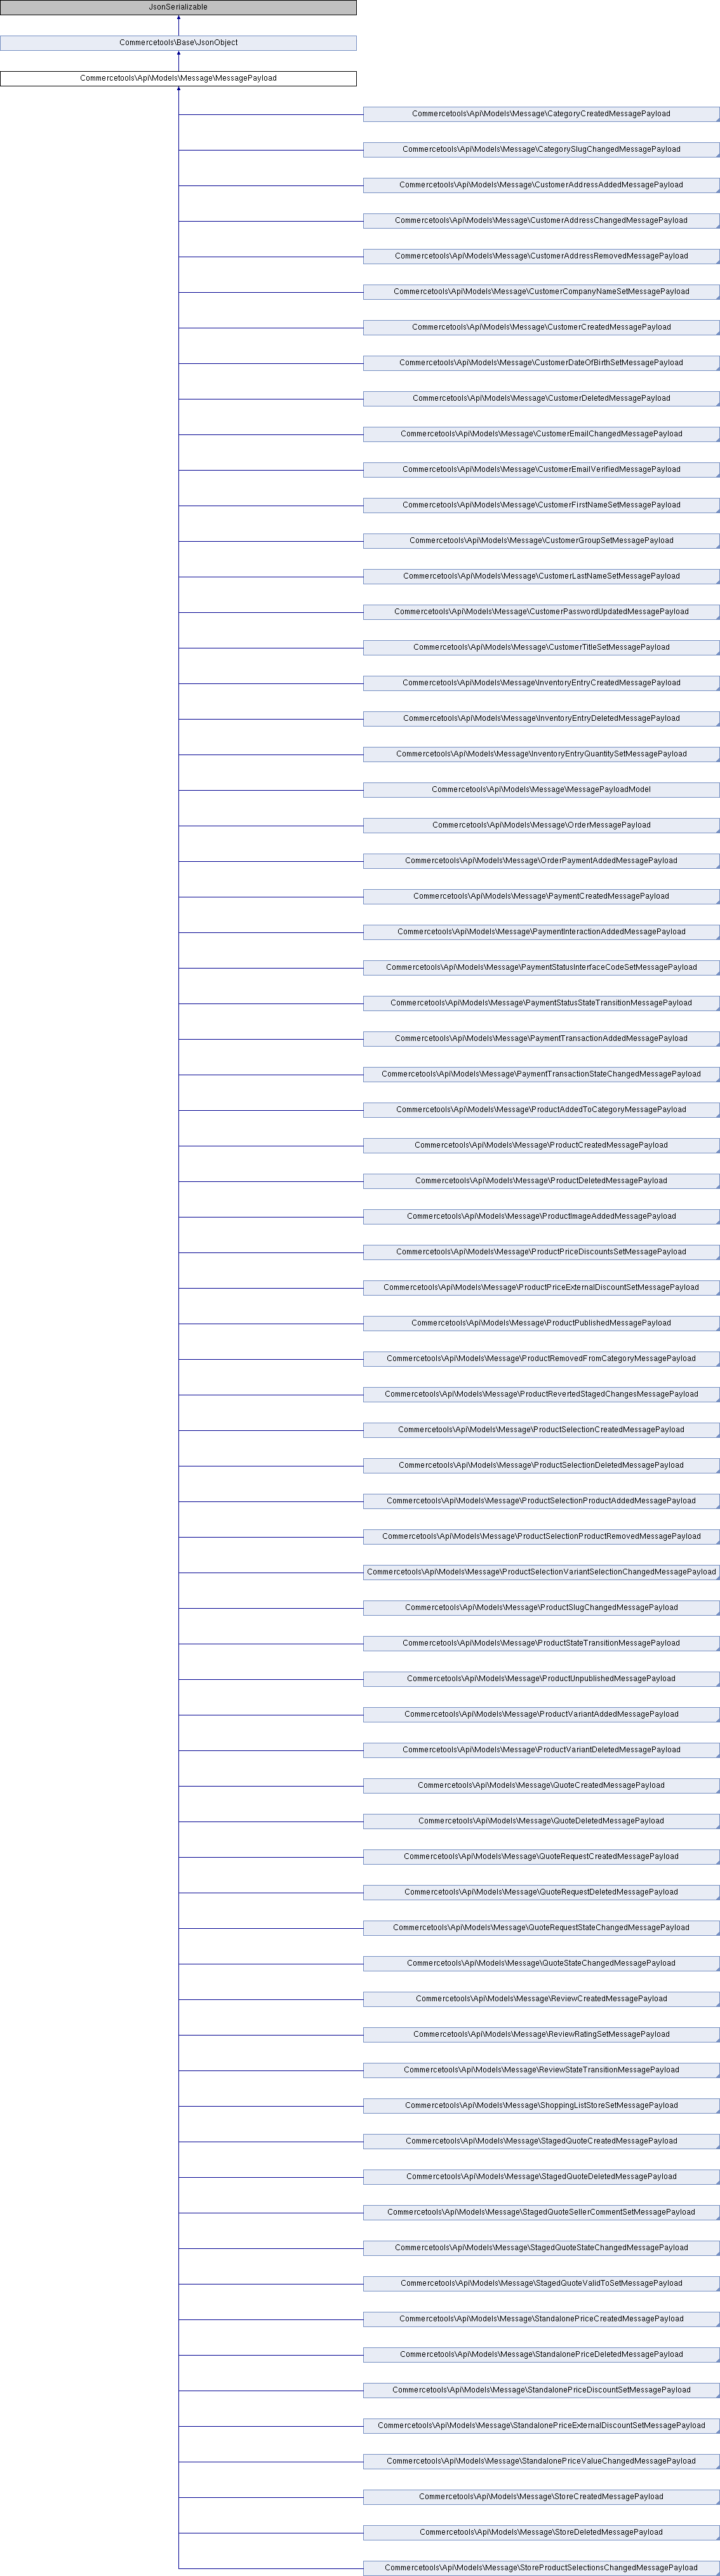 JsonSerializable
Commercetools\Base\JsonObject
Commercetools\Api\Models\Message\MessagePayload
Commercetools\Api\Models\Message\CategoryCreatedMessagePayload
Commercetools\Api\Models\Message\CategorySlugChangedMessagePayload
Commercetools\Api\Models\Message\CustomerAddressAddedMessagePayload
Commercetools\Api\Models\Message\CustomerAddressChangedMessagePayload
Commercetools\Api\Models\Message\CustomerAddressRemovedMessagePayload
Commercetools\Api\Models\Message\CustomerCompanyNameSetMessagePayload
Commercetools\Api\Models\Message\CustomerCreatedMessagePayload
Commercetools\Api\Models\Message\CustomerDateOfBirthSetMessagePayload
Commercetools\Api\Models\Message\CustomerDeletedMessagePayload
Commercetools\Api\Models\Message\CustomerEmailChangedMessagePayload
Commercetools\Api\Models\Message\CustomerEmailVerifiedMessagePayload
Commercetools\Api\Models\Message\CustomerFirstNameSetMessagePayload
Commercetools\Api\Models\Message\CustomerGroupSetMessagePayload
Commercetools\Api\Models\Message\CustomerLastNameSetMessagePayload
Commercetools\Api\Models\Message\CustomerPasswordUpdatedMessagePayload
Commercetools\Api\Models\Message\CustomerTitleSetMessagePayload
Commercetools\Api\Models\Message\InventoryEntryCreatedMessagePayload
Commercetools\Api\Models\Message\InventoryEntryDeletedMessagePayload
Commercetools\Api\Models\Message\InventoryEntryQuantitySetMessagePayload
Commercetools\Api\Models\Message\MessagePayloadModel
Commercetools\Api\Models\Message\OrderMessagePayload
Commercetools\Api\Models\Message\OrderPaymentAddedMessagePayload
Commercetools\Api\Models\Message\PaymentCreatedMessagePayload
Commercetools\Api\Models\Message\PaymentInteractionAddedMessagePayload
Commercetools\Api\Models\Message\PaymentStatusInterfaceCodeSetMessagePayload
Commercetools\Api\Models\Message\PaymentStatusStateTransitionMessagePayload
Commercetools\Api\Models\Message\PaymentTransactionAddedMessagePayload
Commercetools\Api\Models\Message\PaymentTransactionStateChangedMessagePayload
Commercetools\Api\Models\Message\ProductAddedToCategoryMessagePayload
Commercetools\Api\Models\Message\ProductCreatedMessagePayload
Commercetools\Api\Models\Message\ProductDeletedMessagePayload
Commercetools\Api\Models\Message\ProductImageAddedMessagePayload
Commercetools\Api\Models\Message\ProductPriceDiscountsSetMessagePayload
Commercetools\Api\Models\Message\ProductPriceExternalDiscountSetMessagePayload
Commercetools\Api\Models\Message\ProductPublishedMessagePayload
Commercetools\Api\Models\Message\ProductRemovedFromCategoryMessagePayload
Commercetools\Api\Models\Message\ProductRevertedStagedChangesMessagePayload
Commercetools\Api\Models\Message\ProductSelectionCreatedMessagePayload
Commercetools\Api\Models\Message\ProductSelectionDeletedMessagePayload
Commercetools\Api\Models\Message\ProductSelectionProductAddedMessagePayload
Commercetools\Api\Models\Message\ProductSelectionProductRemovedMessagePayload
Commercetools\Api\Models\Message\ProductSelectionVariantSelectionChangedMessagePayload
Commercetools\Api\Models\Message\ProductSlugChangedMessagePayload
Commercetools\Api\Models\Message\ProductStateTransitionMessagePayload
Commercetools\Api\Models\Message\ProductUnpublishedMessagePayload
Commercetools\Api\Models\Message\ProductVariantAddedMessagePayload
Commercetools\Api\Models\Message\ProductVariantDeletedMessagePayload
Commercetools\Api\Models\Message\QuoteCreatedMessagePayload
Commercetools\Api\Models\Message\QuoteDeletedMessagePayload
Commercetools\Api\Models\Message\QuoteRequestCreatedMessagePayload
Commercetools\Api\Models\Message\QuoteRequestDeletedMessagePayload
Commercetools\Api\Models\Message\QuoteRequestStateChangedMessagePayload
Commercetools\Api\Models\Message\QuoteStateChangedMessagePayload
Commercetools\Api\Models\Message\ReviewCreatedMessagePayload
Commercetools\Api\Models\Message\ReviewRatingSetMessagePayload
Commercetools\Api\Models\Message\ReviewStateTransitionMessagePayload
Commercetools\Api\Models\Message\ShoppingListStoreSetMessagePayload
Commercetools\Api\Models\Message\StagedQuoteCreatedMessagePayload
Commercetools\Api\Models\Message\StagedQuoteDeletedMessagePayload
Commercetools\Api\Models\Message\StagedQuoteSellerCommentSetMessagePayload
Commercetools\Api\Models\Message\StagedQuoteStateChangedMessagePayload
Commercetools\Api\Models\Message\StagedQuoteValidToSetMessagePayload
Commercetools\Api\Models\Message\StandalonePriceCreatedMessagePayload
Commercetools\Api\Models\Message\StandalonePriceDeletedMessagePayload
Commercetools\Api\Models\Message\StandalonePriceDiscountSetMessagePayload
Commercetools\Api\Models\Message\StandalonePriceExternalDiscountSetMessagePayload
Commercetools\Api\Models\Message\StandalonePriceValueChangedMessagePayload
Commercetools\Api\Models\Message\StoreCreatedMessagePayload
Commercetools\Api\Models\Message\StoreDeletedMessagePayload
Commercetools\Api\Models\Message\StoreProductSelectionsChangedMessagePayload